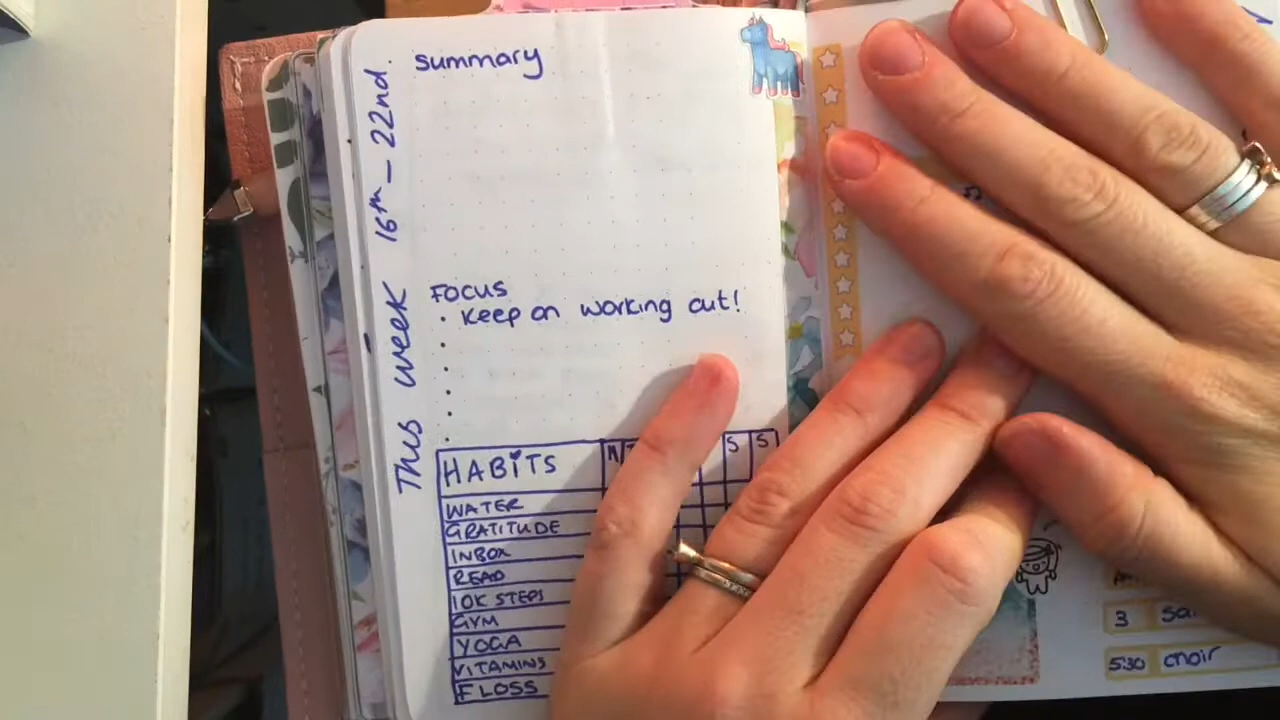 summary
This week 16th - 22nd.
Focus
• Keep on working out!
HABITS
S S
WATER
GRATITUDE
INBOX
READ
10K STEPS
GYM
YOGA
VITAMINS
FLOSS
3
5:30 choir